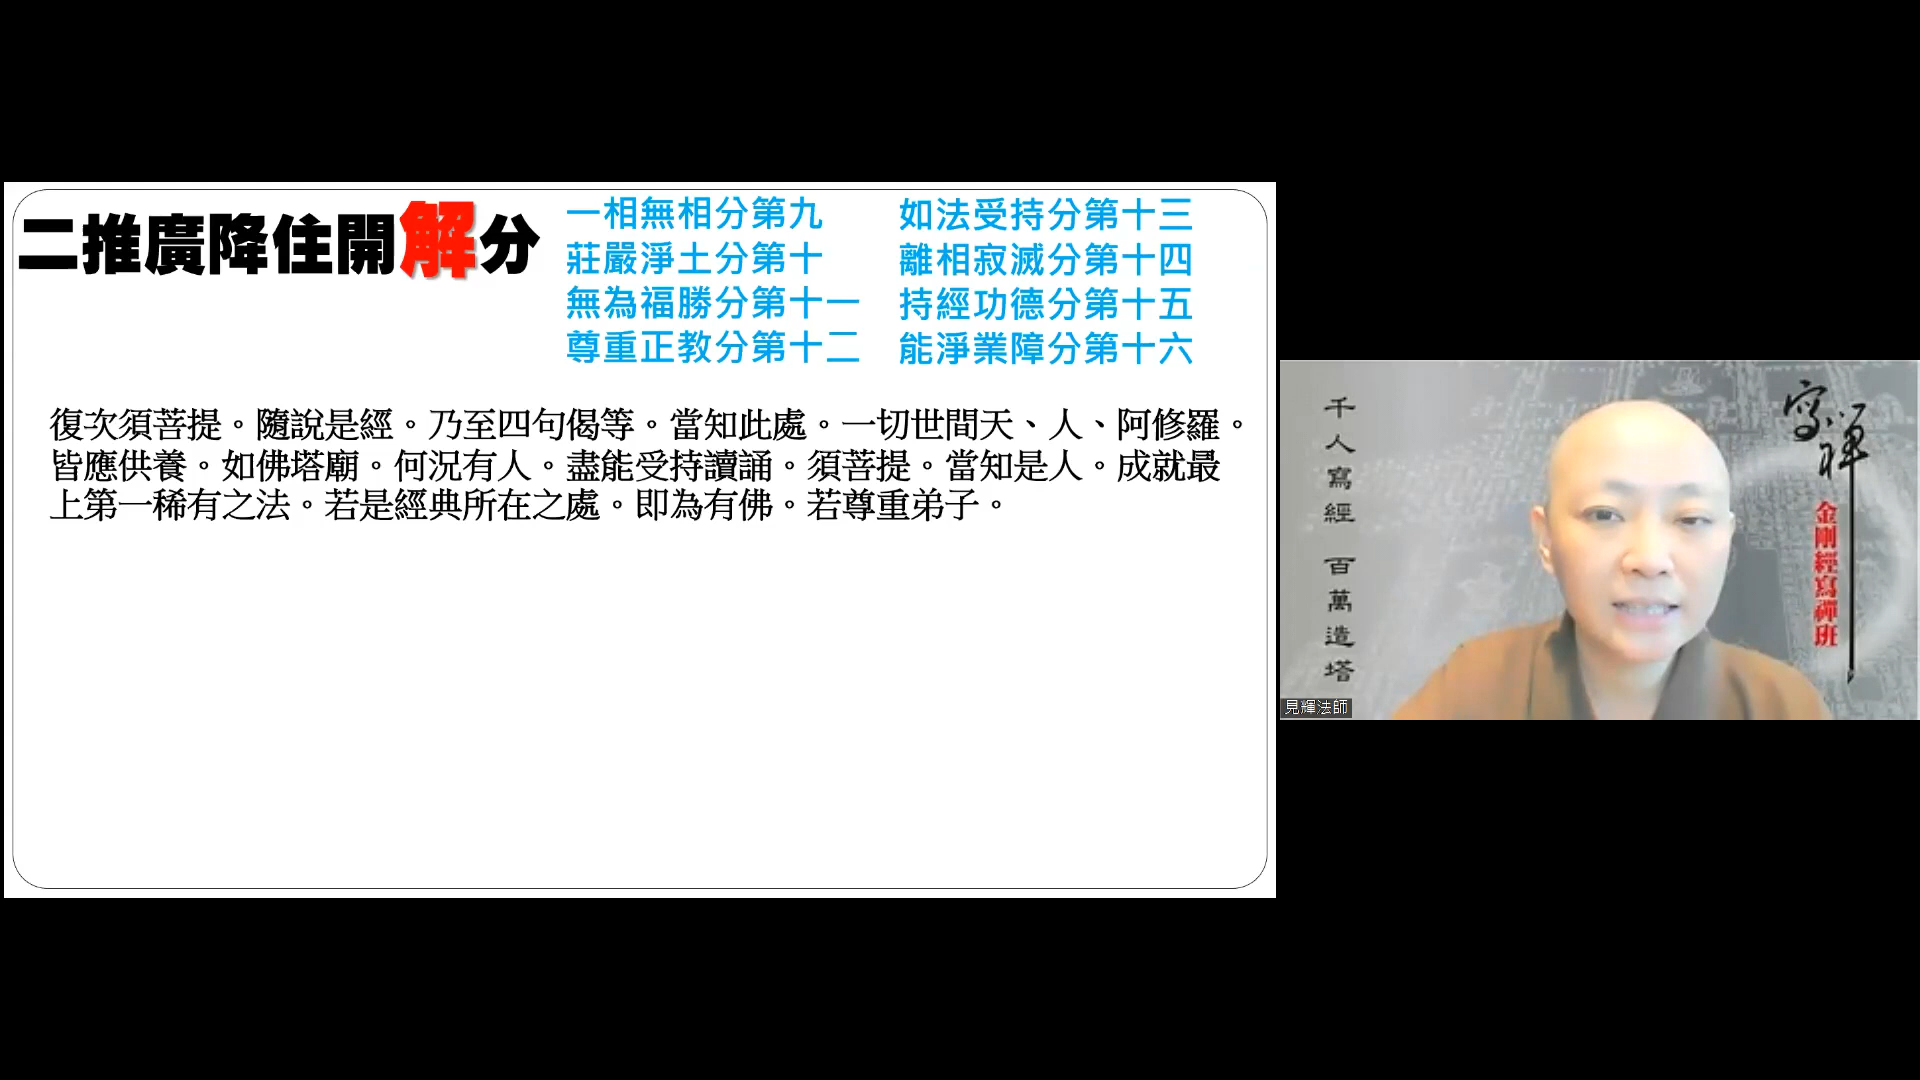 二推廣降住開解分
一相無相分第九
莊嚴淨土分第十
無為福勝分第十一
尊重正教分第十二
如法受持分第十三
離相寂滅分第十四
持經功德分第十五
能淨業障分第十六
復次須菩提。隨說是經。乃至四句偈等。當知此處。一切世間天、人、阿修羅。
皆應供養。如佛塔廟。何況有人。盡能受持讀誦。須菩提。當知是人。成就最
上第一稀有之法。若是經典所在之處。即為有佛。若尊重弟子。
千人寫經 百萬造塔
寫禪
金剛經寫禪班
見輝法師